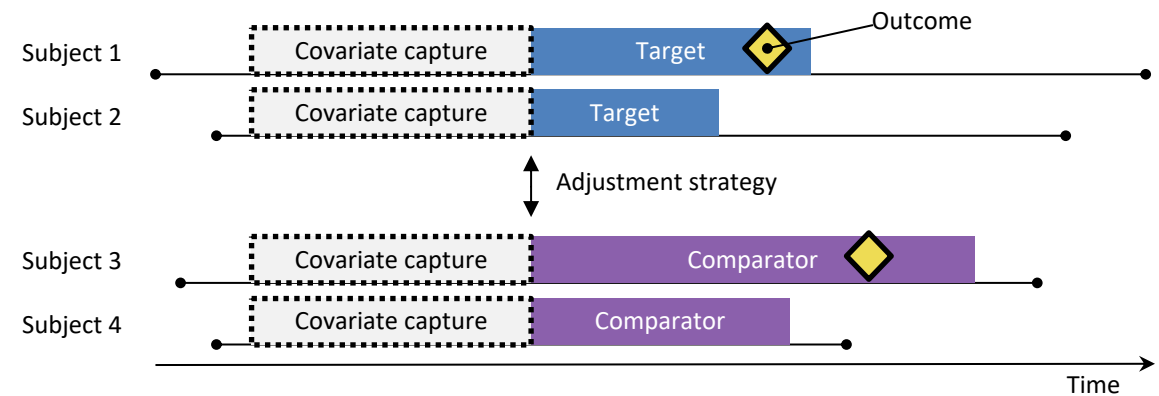 Outcome
Subject 1
Covariate capture
Target
Subject 2
Covariate capture
Target
Adjustment strategy
Subject 3
Covariate capture
Comparator
Subject 4
Covariate capture
Comparator
Time